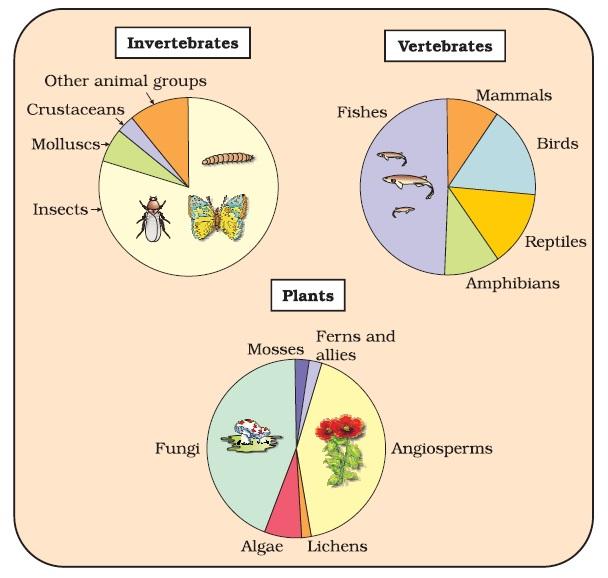 Invertebrates
Other animal groups
Crustaceans
Molluscs
Insects
Vertebrates
Mammals
Fishes
Birds
Reptiles
Amphibians
Plants
Mosses
Ferns and
allies
Fungi
Angiosperms
Algae
Lichens